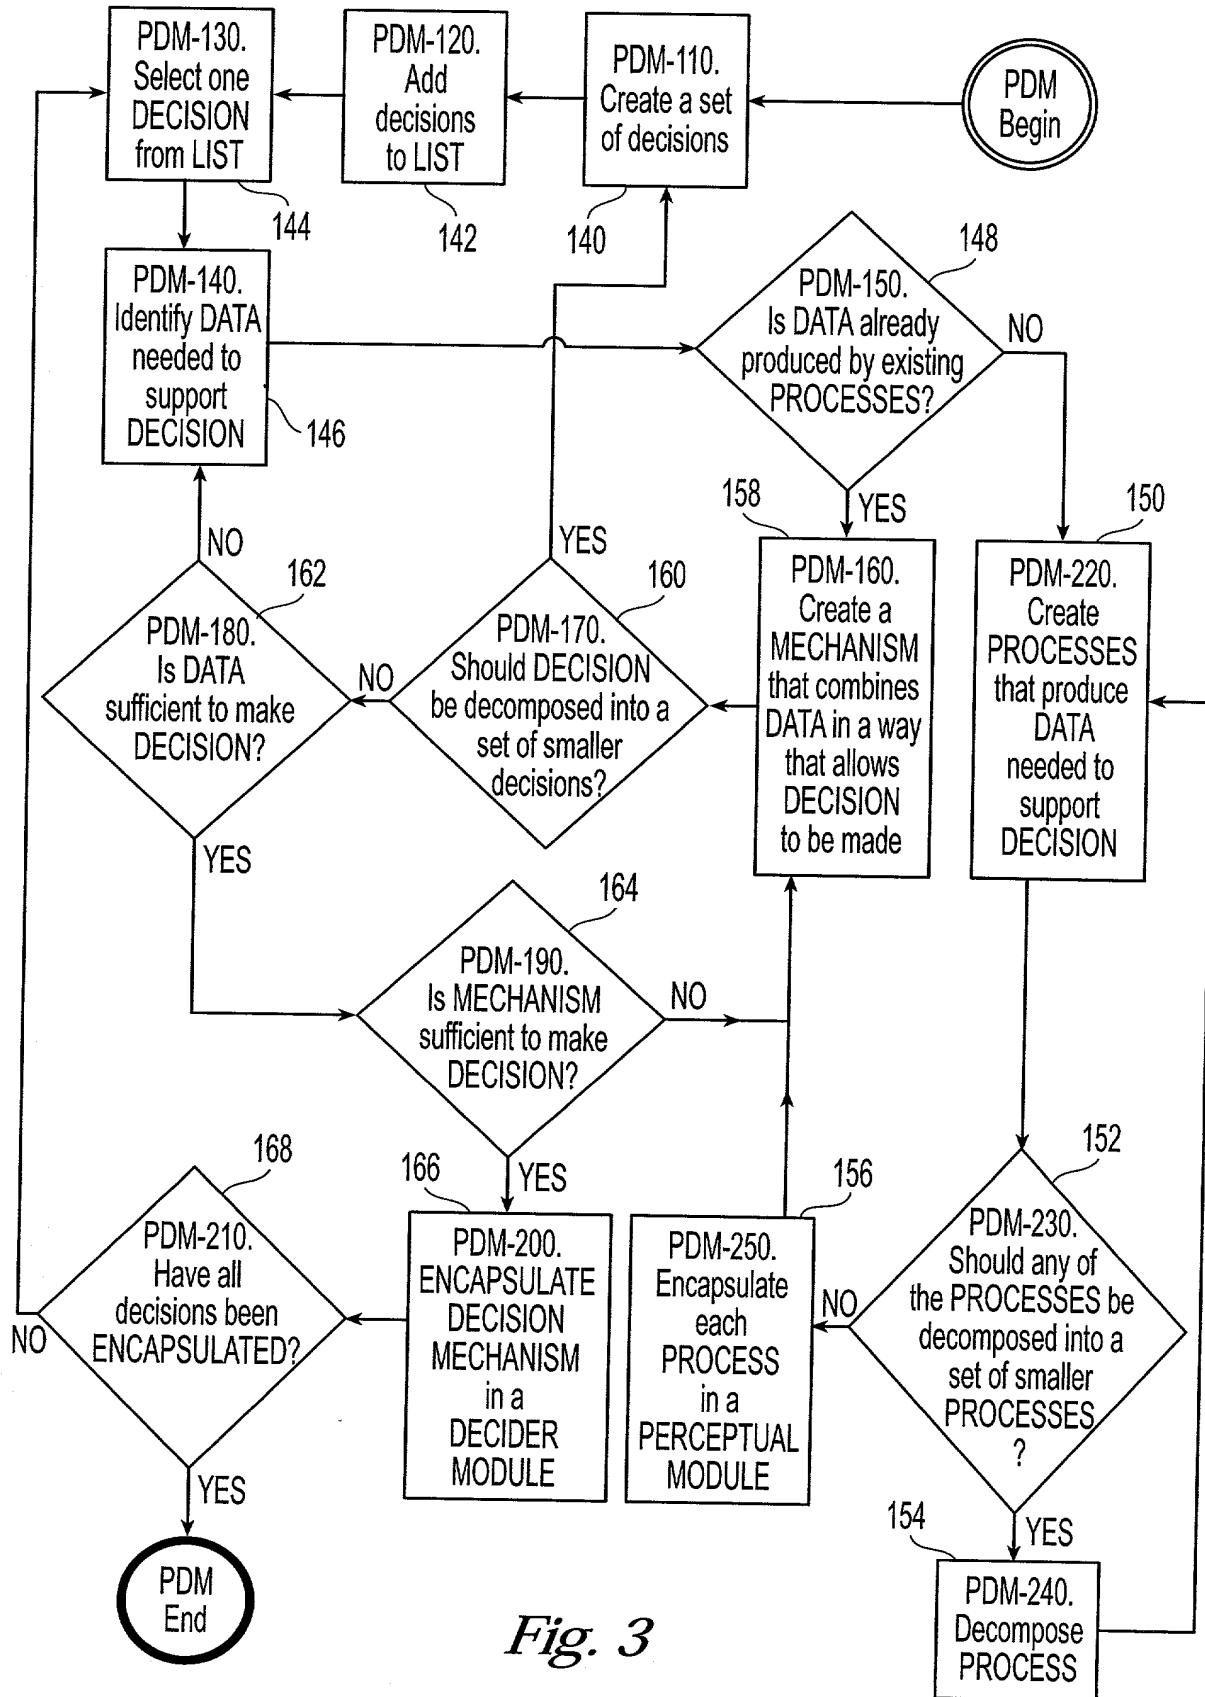 PDM-130.
Select one
DECISION
from LIST
144
PDM-120.
Add
decisions
to LIST
142
PDM-110.
Create a set
of decisions
140
PDM
Begin
PDM-140.
Identify DATA
needed to
support
DECISION
146
148
PDM-150.
Is DATA already
produced by existing
PROCESSES?
NO
YES
158
PDM-160.
Create a
MECHANISM
that combines
DATA in a way
that allows
DECISION
to be made
150
PDM-220.
Create
PROCESSES
that produce
DATA
needed to
support
DECISION
YES
160
PDM-170.
Should DECISION
be decomposed into a
set of smaller
decisions?
NO
NO
162
PDM-180.
Is DATA
sufficient to make
DECISION?
YES
164
PDM-190.
Is MECHANISM
sufficient to make
DECISION?
NO
YES
168
PDM-210.
Have all
decisions been
ENCAPSULATED?
NO
YES
166
PDM-200.
ENCAPSULATE
DECISION
MECHANISM
in a
DECIDER
MODULE
156
PDM-250.
Encapsulate
each
PROCESS
in a
PERCEPTUAL
MODULE
152
PDM-230.
Should any of
the PROCESSES be
decomposed into a
set of smaller
PROCESSES
?
NO
YES
154
PDM-240.
Decompose
PROCESS
PDM
End
Fig. 3